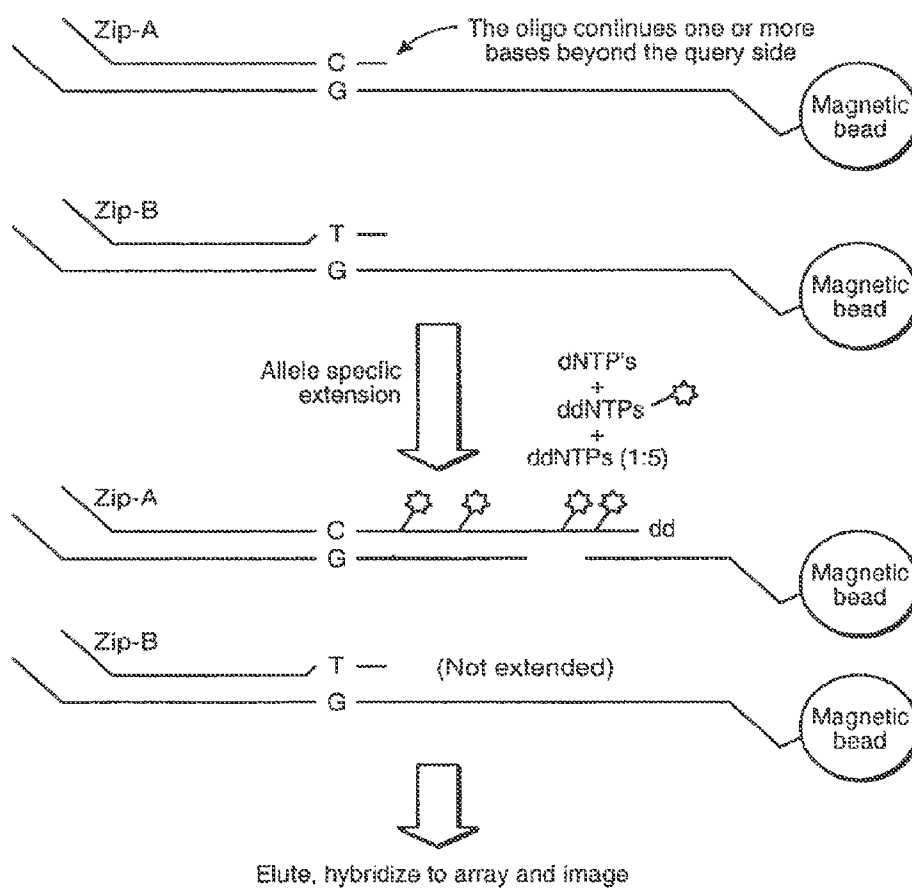 Zip-A
The oligo continues one or more
bases beyond the query side
C
G
Magnetic
bead
Zip-B
T
G
Magnetic
bead
Allele specfic
extension
dNTP's
+
ddNTPs
+
ddNTPs (1:5)
Zip-A
C
dd
G
Magnetic
bead
Zip-B
T
(Not extended)
G
Magnetic
bead
Elute, hybridize to array and image